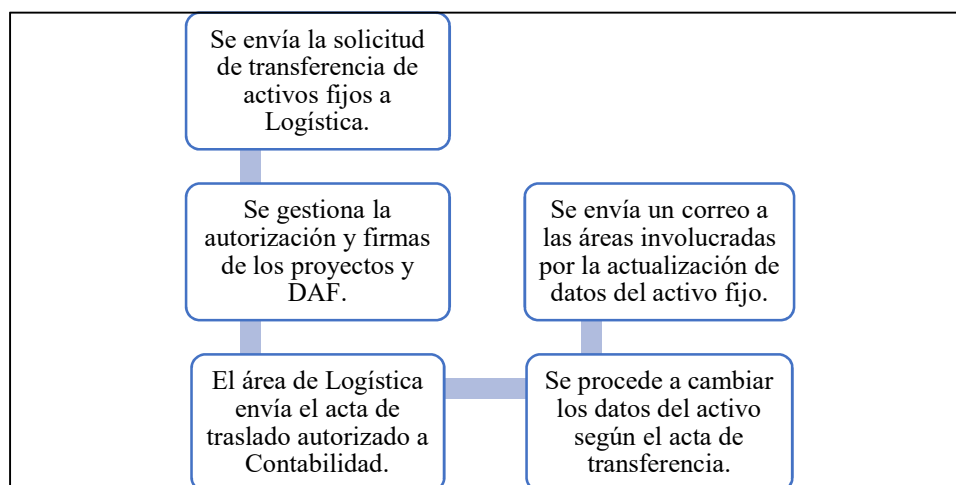 Se envía la solicitud
de transferencia de
activos fijos a
Logística.
Se gestiona la
autorización y firmas
de los proyectos y
DAF.
El área de Logística
envía el acta de
traslado autorizado a
Contabilidad.
Se procede a cambiar
los datos del activo
según el acta de
transferencia.
Se envía un correo a
las áreas involucradas
por la actualización de
datos del activo fijo.